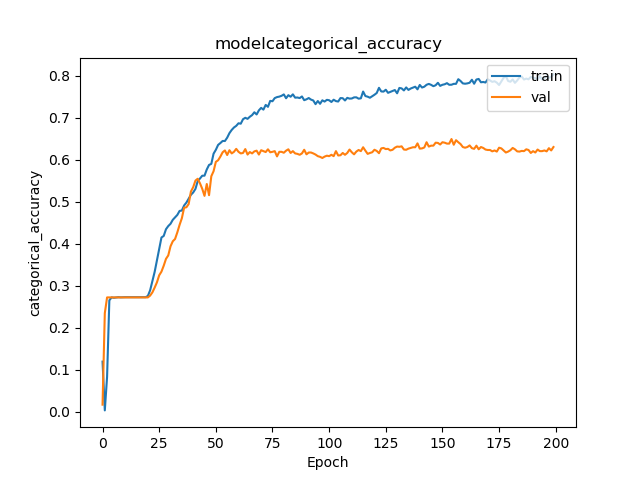 modelcategorical_accuracy
categorical_accuracy
0.8
0.7
0.6
0.5
0.4
0.3
0.2
0.1
0.0
train
val
0 25 50 75 100 125 150 175 200
Epoch